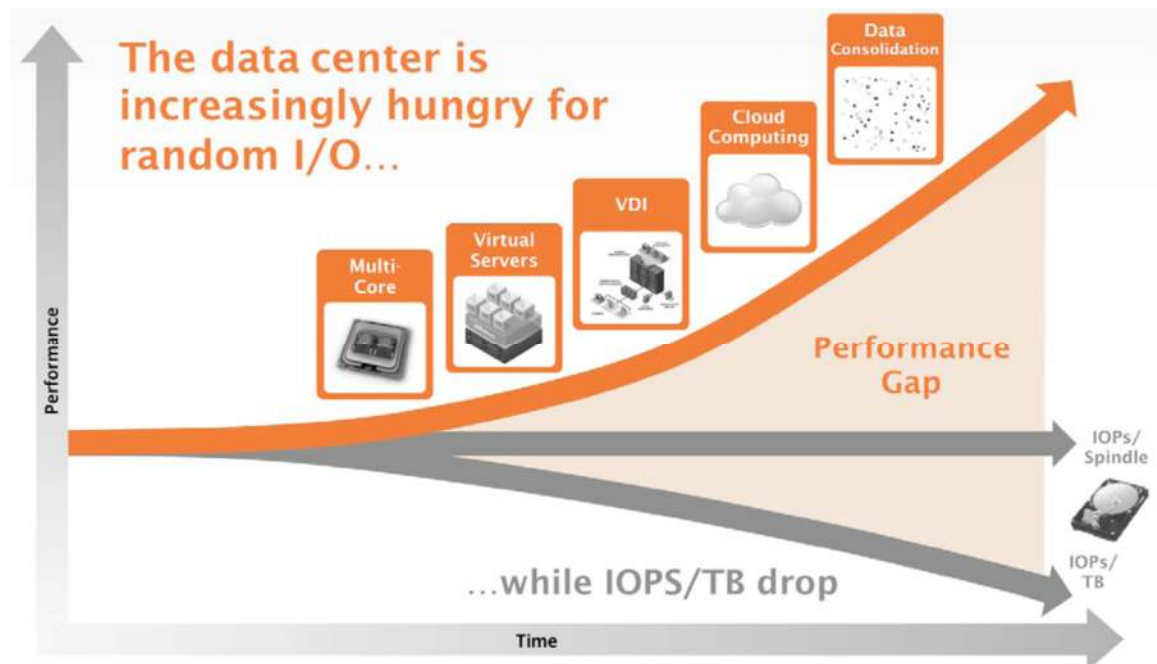 The data center is
increasingly hungry for
random I/O...
Data
Consolidation
Cloud
Computing
VDI
Virtual
Servers
Multi-
Core
Performance
Performance
Gap
IOPs/
Spindle
IOPs/
TB
...while IOPS/TB drop
Time